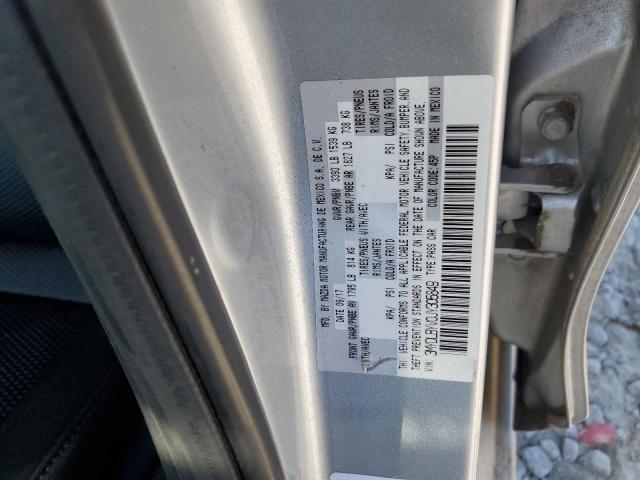 MFD. BY MAZDA MOTOR MANUFACTURING DE MEXICO S.A. DE C.V.
DATE 09/17 GVWR/PNBV 3392 LB 1539 KG
FRONT GAWR/PNBE AV 1795 LB 814 KG REAR GAWR/PNBE AR 1627 LB 738 KG
WITH/AVEC TIRES/PNEUS WITH/AVEC TIRES/PNEUS
RIMS/JANTES RIMS/JANTES
KPA/ PSI COLD/A FROID KPA/ PSI COLD/A FROID
THIS VEHICLE CONFORMS TO ALL APPLICABLE FEDERAL MOTOR VEHICLE SAFETY, BUMPER, AND
THEFT PREVENTION STANDARDS IN EFFECT ON THE DATE OF MANUFACTURE SHOWN ABOVE.
VIN: TYPE: PASS CAR COLOR CODE: 45P MADE IN MEXICO